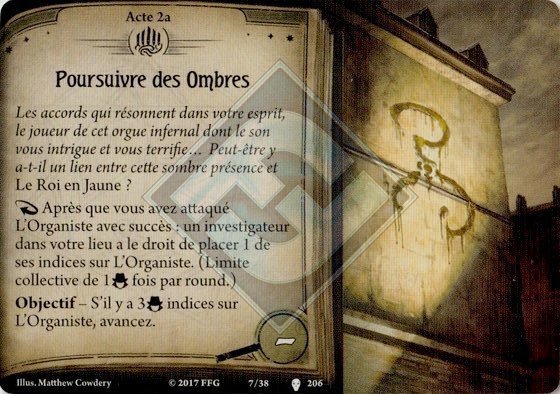 Acte 2a
Poursuivre des Ombres
Les accords qui résonnent dans votre esprit,
le joueur de cet orgue infernal dont le son
vous intrigue et vous terrifie… Peut-être y
a-t-il un lien entre cette sombre présence et
Le Roi en Jaune ?
Après que vous avez attaqué
L'Organiste avec succès : un investigateur
dans votre lieu a le droit de placer 1 de
ses indices sur L'Organiste. (Limite
collective de 1 fois par round.)
Objectif – S'il y a 3 indices sur
L'Organiste, avancez.
–
Illus. Matthew Cowdery © 2017 FFG 7/38 206